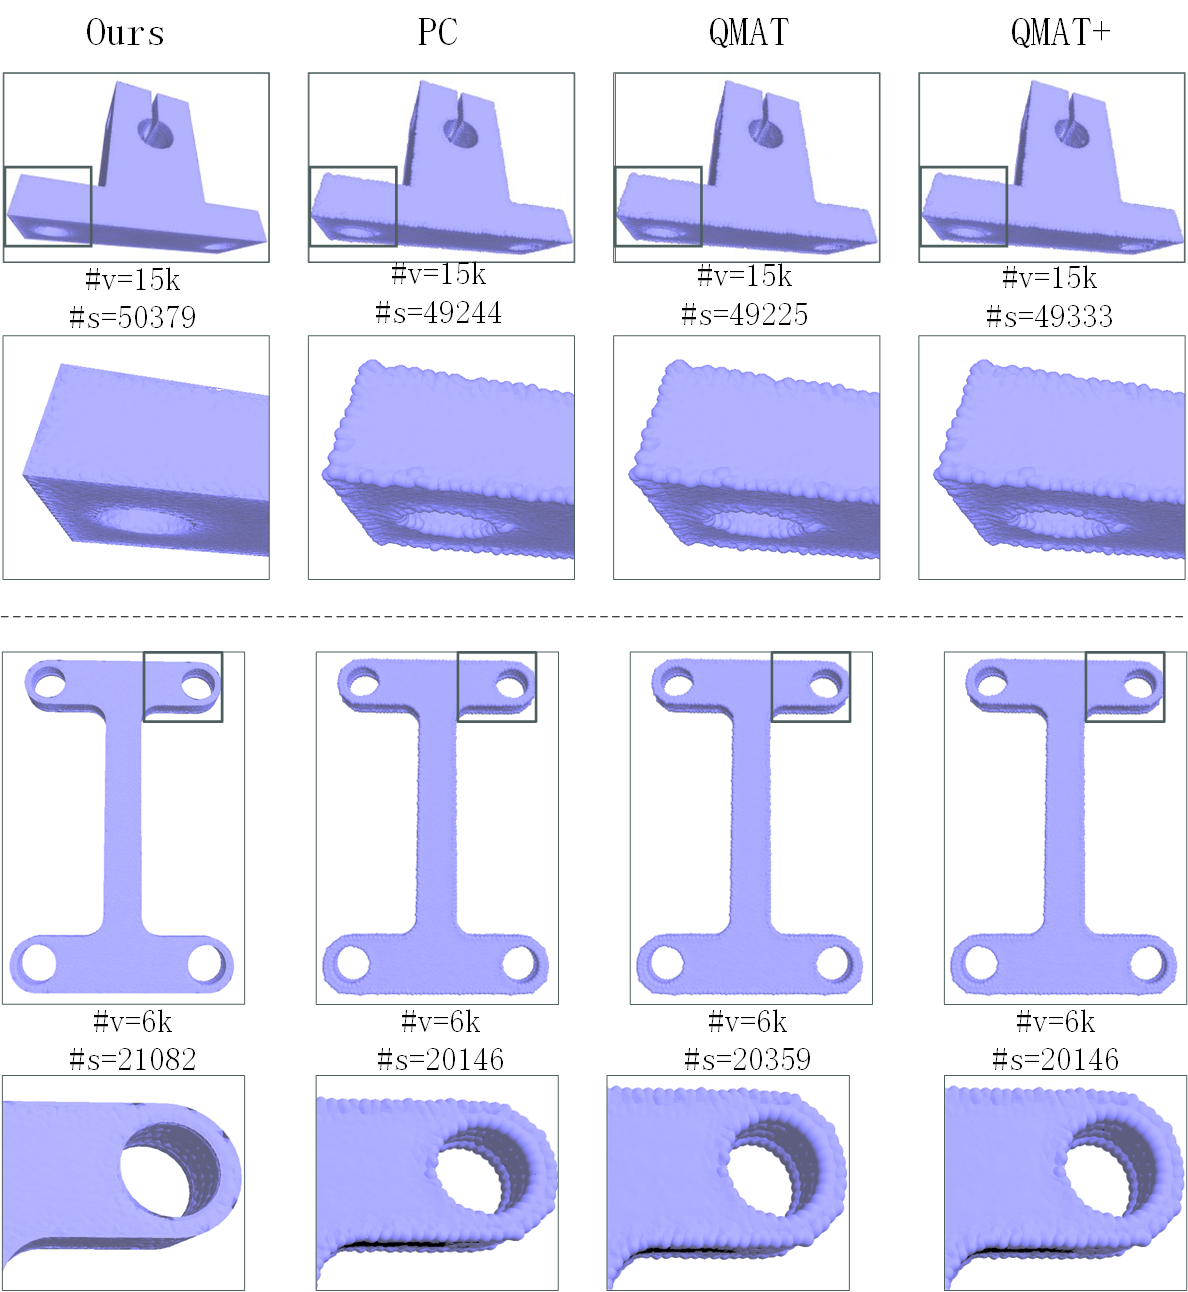 Ours PC QMAT QMAT+
#v=15k #v=15k #v=15k #v=15k
#s=50379 #s=49244 #s=49225 #s=49333
#v=6k #v=6k #v=6k #v=6k
#s=21082 #s=20146 #s=20359 #s=20146